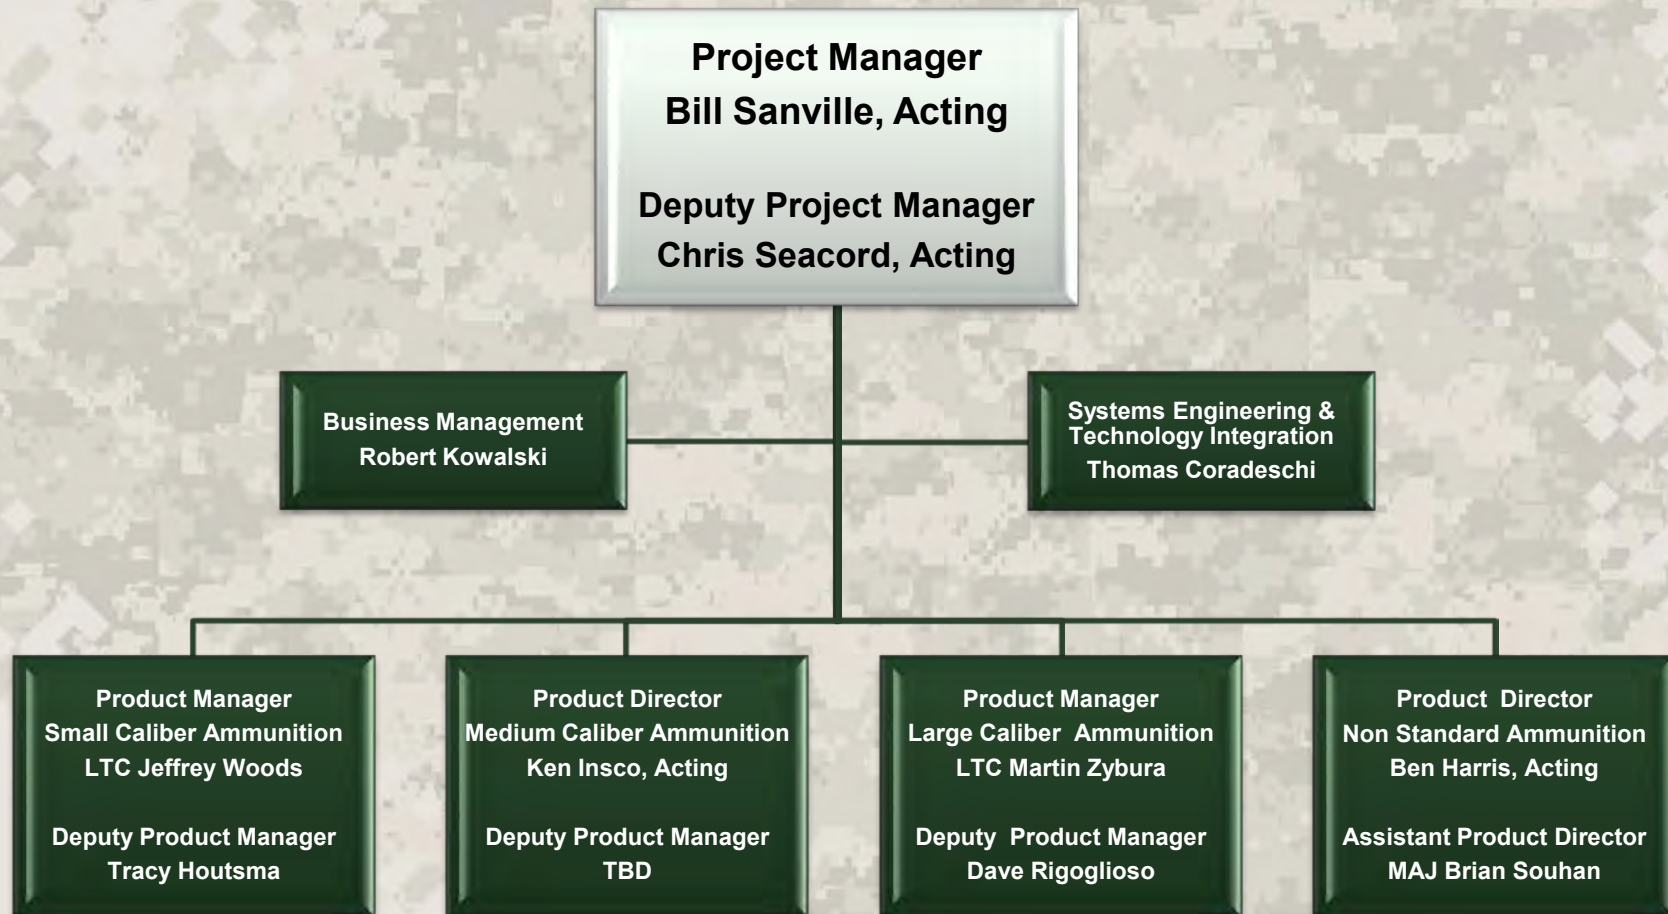 Project Manager
Bill Sanville, Acting
Deputy Project Manager
Chris Seacord, Acting
Business Management
Robert Kowalski
Systems Engineering &
Technology Integration
Thomas Coradeschi
Product Manager
Small Caliber Ammunition
LTC Jeffrey Woods
Deputy Product Manager
Tracy Houtsma
Product Director
Medium Caliber Ammunition
Ken Insco, Acting
Deputy Product Manager
TBD
Product Manager
Large Caliber Ammunition
LTC Martin Zybura
Deputy Product Manager
Dave Rigoglioso
Product Director
Non Standard Ammunition
Ben Harris, Acting
Assistant Product Director
MAJ Brian Souhan